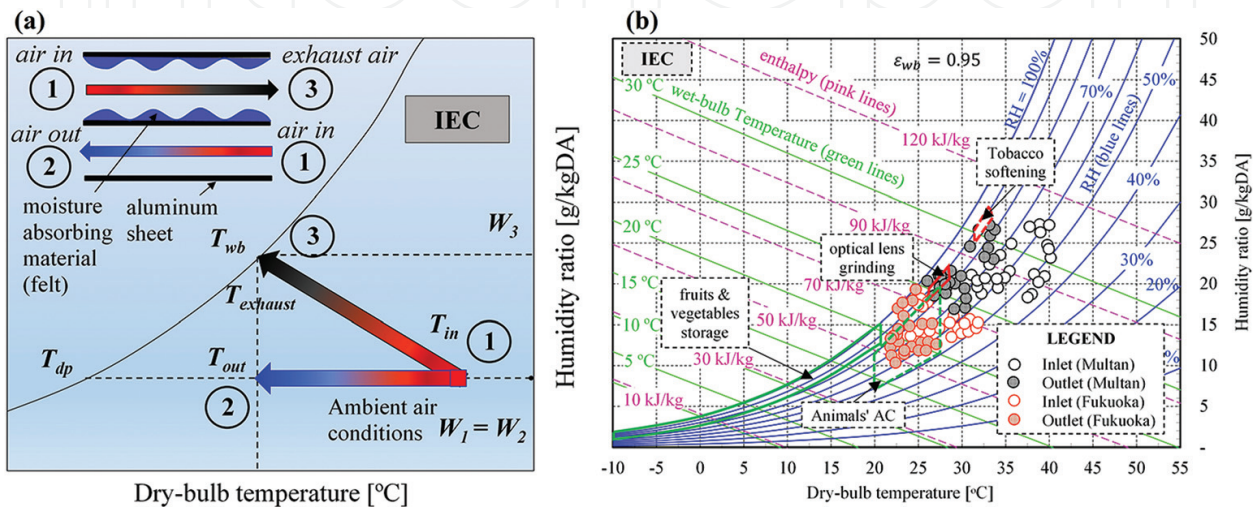 (a)
air in
exhaust air
1
3
IEC
air out
air in
2
1
moisture
absorbing
material
(felt)
aluminum
sheet
T_wb
3
W_3
T_exhaust
T_in
1
T_dp
T_out
2
Ambient air
conditions
W_1 = W_2
Dry-bulb temperature [ºC]
Humidity ratio [g/kgDA]
(b)
IEC
ε_wb = 0.95
enthalpy (pink lines)
wet-bulb Temperature (green lines)
RH = 100%
70%
50%
RH (blue lines)
40%
30%
20%
30 ºC
25 ºC
20 ºC
15 ºC
10 ºC
5 ºC
120 kJ/kg
90 kJ/kg
70 kJ/kg
50 kJ/kg
30 kJ/kg
10 kJ/kg
Tobacco
softening
optical lens
grinding
fruits &
vegetables
storage
Animals' AC
LEGEND
Inlet (Multan)
Outlet (Multan)
Inlet (Fukuoka)
Outlet (Fukuoka)
50
45
40
35
30
25
20
15
10
5
-
Humidity ratio [g/kgDA]
-10 -5 0 5 10 15 20 25 30 35 40 45 50 55
Dry-bulb temperature [ºC]